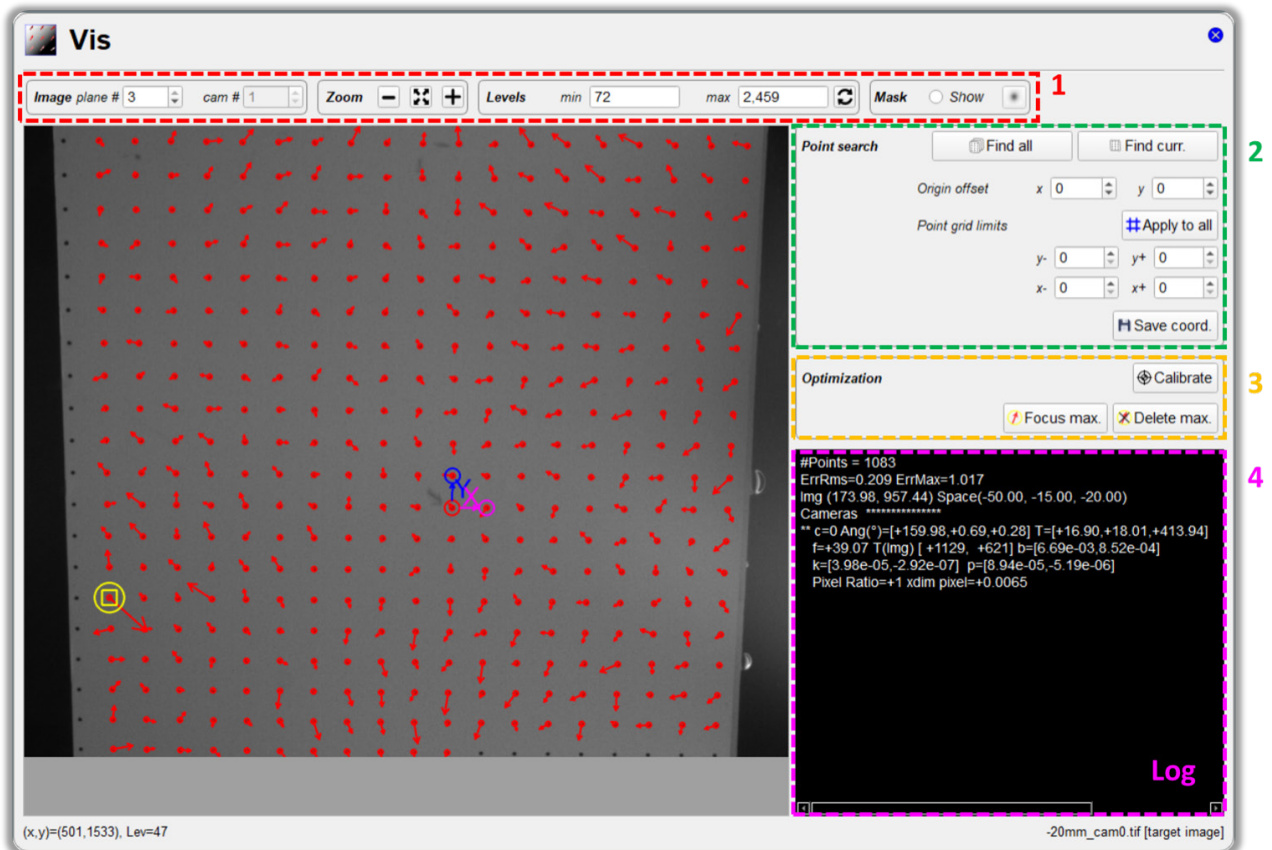 Vis
1
Image plane # 3 cam # 1 Zoom Levels min 72 max 2,459 Mask Show
2
Point search Find all Find curr.
Origin offset x 0 y 0
Point grid limits Apply to all
y- 0 y+ 0
x- 0 x+ 0
Save coord.
3
Optimization Calibrate
Focus max. Delete max.
4
#Points = 1083
ErrRms=0.209 ErrMax=1.017
Img (173.98, 957.44) Space(-50.00, -15.00, -20.00)
Cameras ***************
** c=0 Ang(°)=[+159.98,+0.69,+0.28] T=[+16.90,+18.01,+413.94]
f=+39.07 T(Img) [ +1129, +621] b=[6.69e-03,8.52e-04]
k=[3.98e-05,-2.92e-07] p=[8.94e-05,-5.19e-06]
Pixel Ratio=+1 xdim pixel=+0.0065
Y
X
Log
(x,y)=(501,1533), Lev=47
-20mm_cam0.tif [target image]